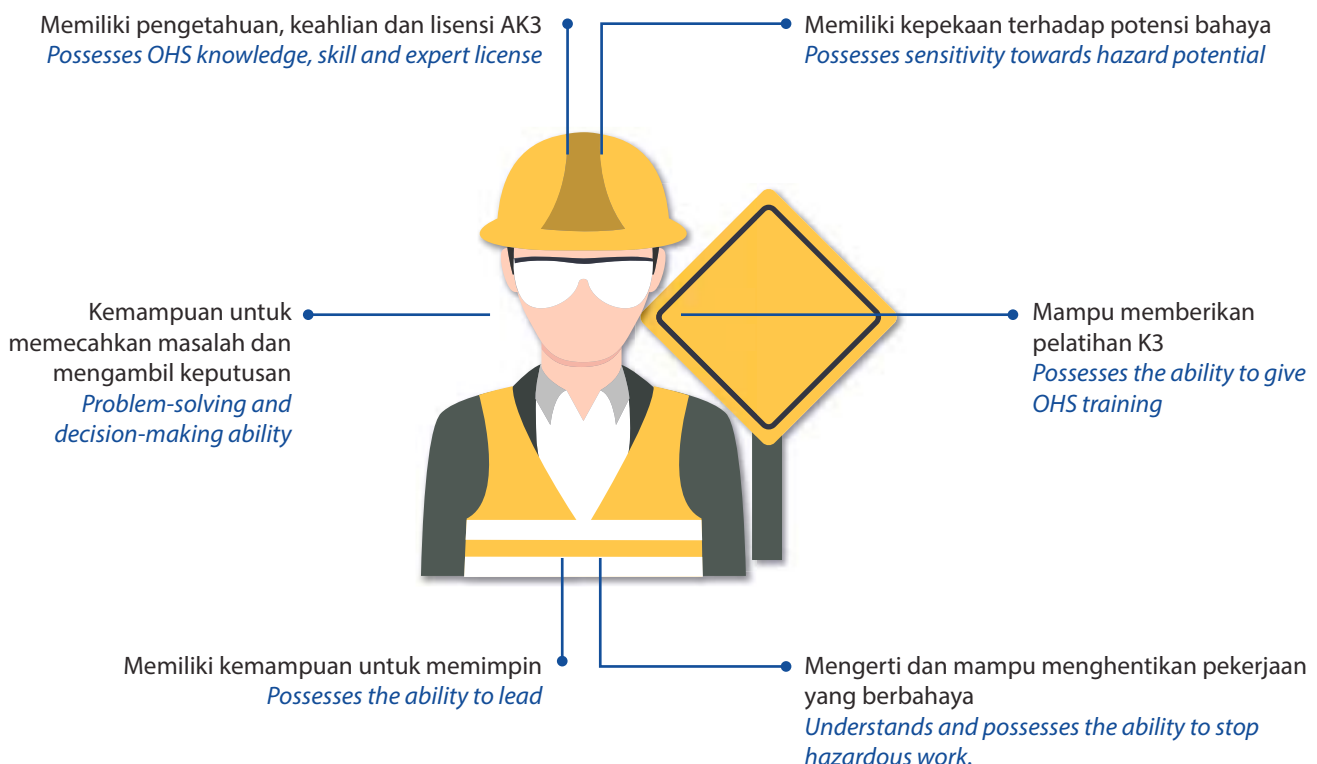 Memiliki pengetahuan, keahlian dan lisensi AK3
Possesses OHS knowledge, skill and expert license
Memiliki kepekaan terhadap potensi bahaya
Possesses sensitivity towards hazard potential
Kemampuan untuk
memecahkan masalah dan
mengambil keputusan
Problem-solving and
decision-making ability
Mampu memberikan
pelatihan K3
Possesses the ability to give
OHS training
Memiliki kemampuan untuk memimpin
Possesses the ability to lead
Mengerti dan mampu menghentikan pekerjaan
yang berbahaya
Understands and possesses the ability to stop
hazardous work.